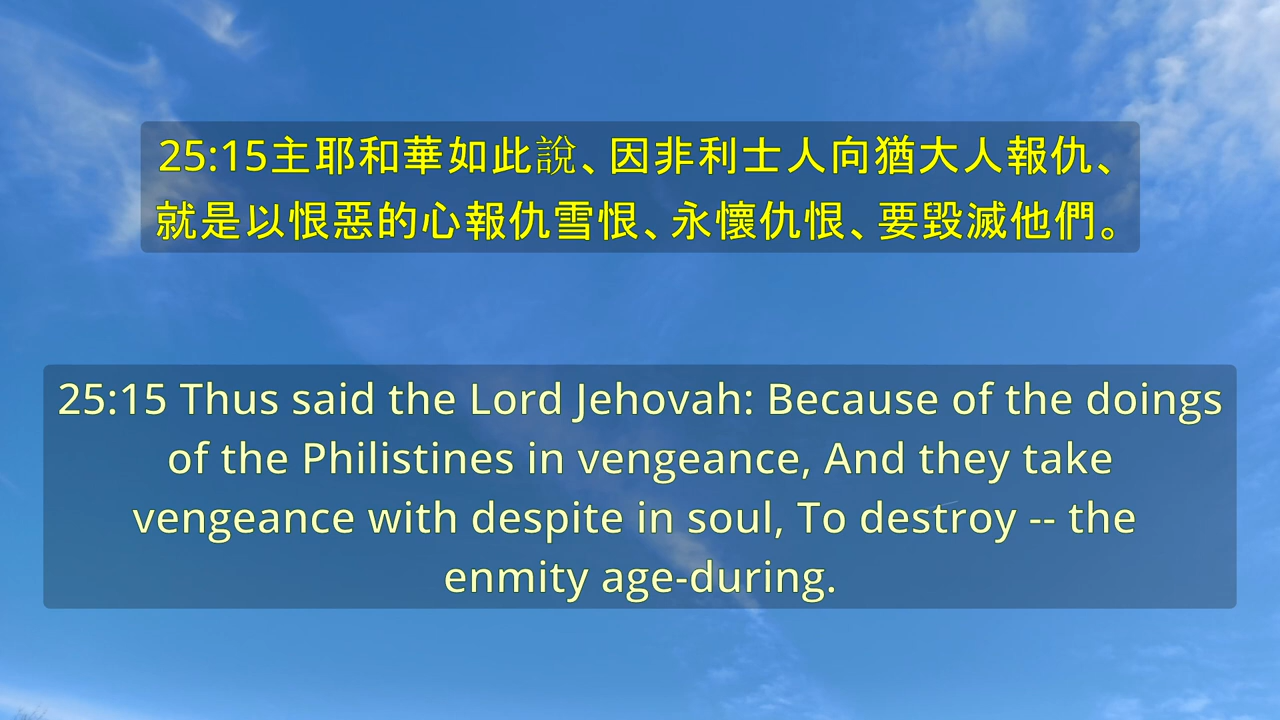 25:15主耶和華如此說、因非利士人向猶大人報仇、
就是以恨惡的心報仇雪恨、永懷仇恨、要毀滅他們。
25:15 Thus said the Lord Jehovah: Because of the doings
of the Philistines in vengeance, And they take
vengeance with despite in soul, To destroy -- the
enmity age-during.